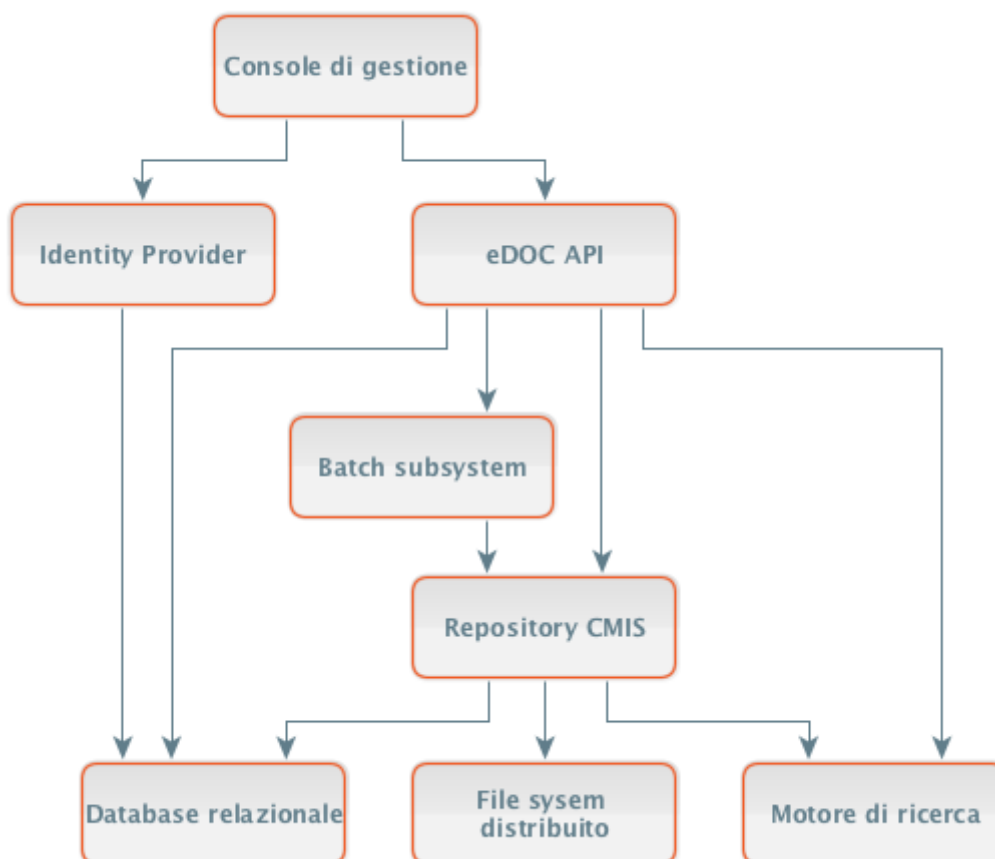 Console di gestione
Identity Provider
eDOC API
Batch subsystem
Repository CMIS
Database relazionale
File sysem
distribuito
Motore di ricerca